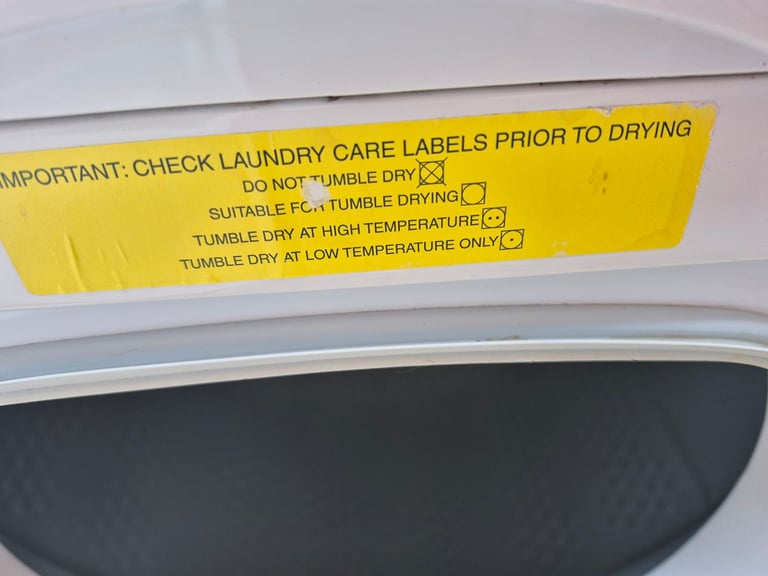 IMPORTANT: CHECK LAUNDRY CARE LABELS PRIOR TO DRYING
DO NOT TUMBLE DRY
SUITABLE FOR TUMBLE DRYING
TUMBLE DRY AT HIGH TEMPERATURE
TUMBLE DRY AT LOW TEMPERATURE ONLY